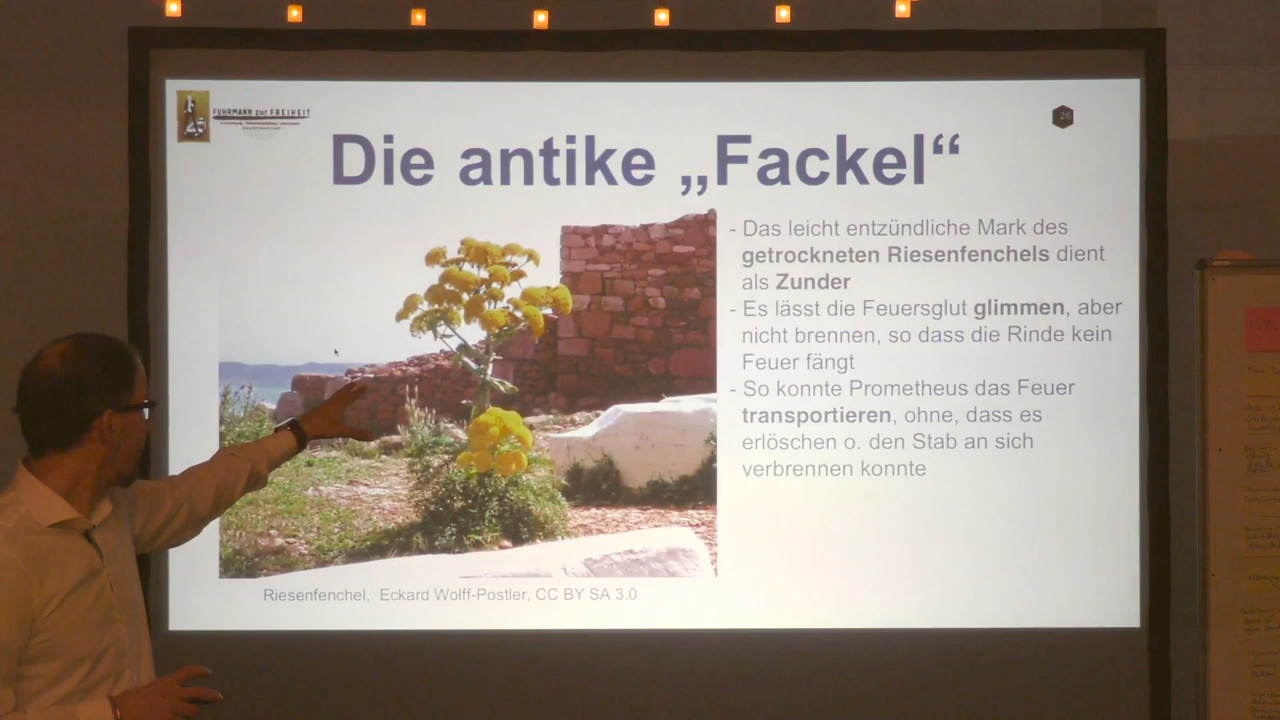 FUHRMANN zur FREIHEIT
26
Die antike „Fackel“
- Das leicht entzündliche Mark des
getrockneten Riesenfenchels dient
als Zunder
- Es lässt die Feuersglut glimmen, aber
nicht brennen, so dass die Rinde kein
Feuer fängt
- So konnte Prometheus das Feuer
transportieren, ohne, dass es
erlöschen o. den Stab an sich
verbrennen konnte
Riesenfenchel, Eckard Wolff-Postler, CC BY SA 3.0